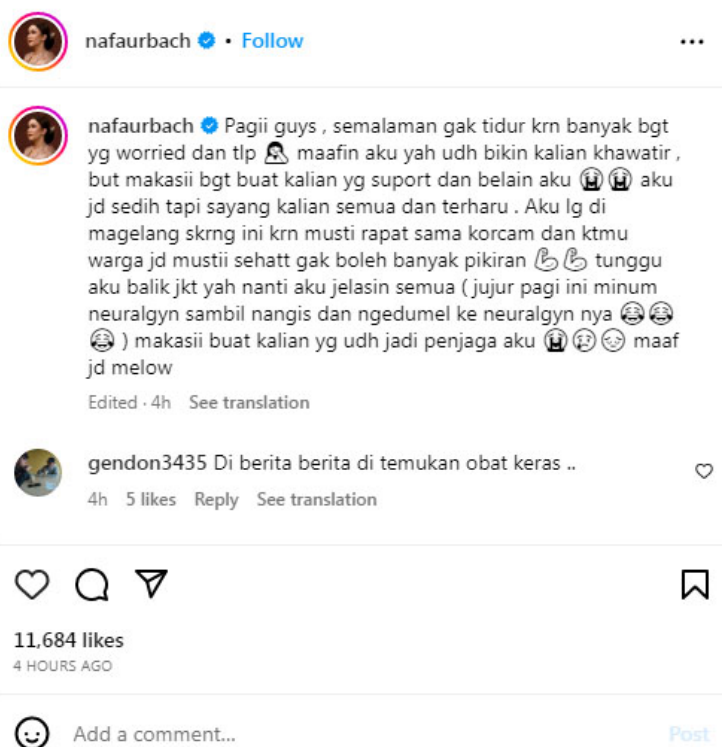 nafaurbach • Follow
nafaurbach Pagii guys , semalaman gak tidur krn banyak bgt
yg worried dan tlp 🤦‍♀️ maafin aku yah udh bikin kalian khawatir ,
but makasii bgt buat kalian yg suport dan belain aku 😭😭 aku
jd sedih tapi sayang kalian semua dan terharu . Aku lg di
magelang skrng ini krn musti rapat sama korcam dan ktmu
warga jd mustii sehatt gak boleh banyak pikiran 💪💪 tunggu
aku balik jkt yah nanti aku jelasin semua ( jujur pagi ini minum
neuralgyn sambil nangis dan ngedumel ke neuralgyn nya 😂😂
😂 ) makasii buat kalian yg udh jadi penjaga aku 😭😢🥺 maaf
jd melow
Edited · 4h See translation
gendon3435 Di berita berita di temukan obat keras ..
4h 5 likes Reply See translation
11,684 likes
4 HOURS AGO
Add a comment... Post